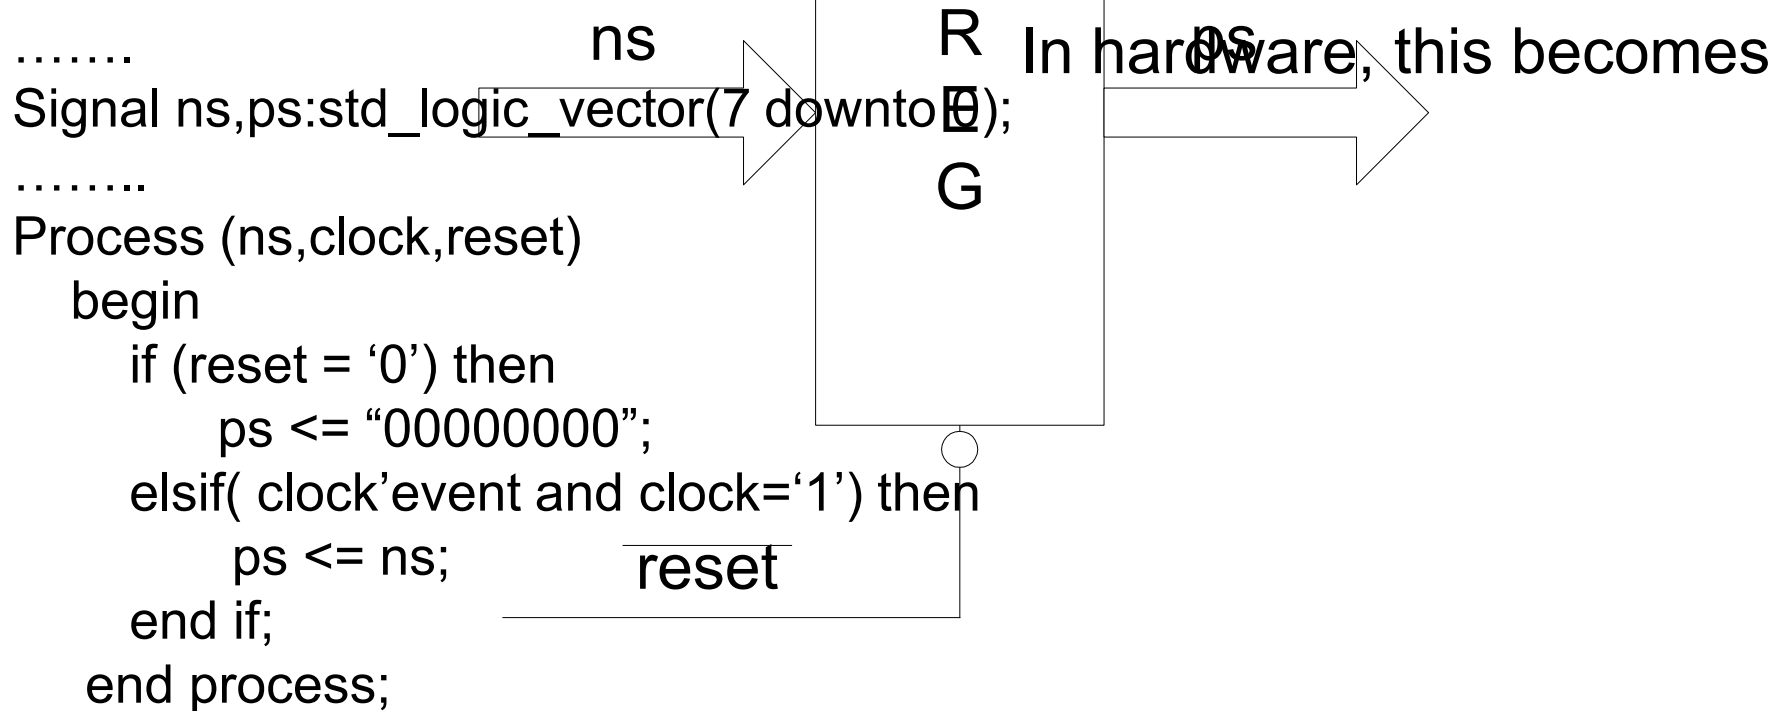 …….
Signal ns,ps:std_logic_vector(7 downto 0);
……..
Process (ns,clock,reset)
begin
if (reset = ‘0’) then
ps <= “00000000”;
elsif( clock’event and clock=‘1’) then
ps <= ns;
end if;
end process;
In hardware, this becomes
ns
R
E
G
ps
reset